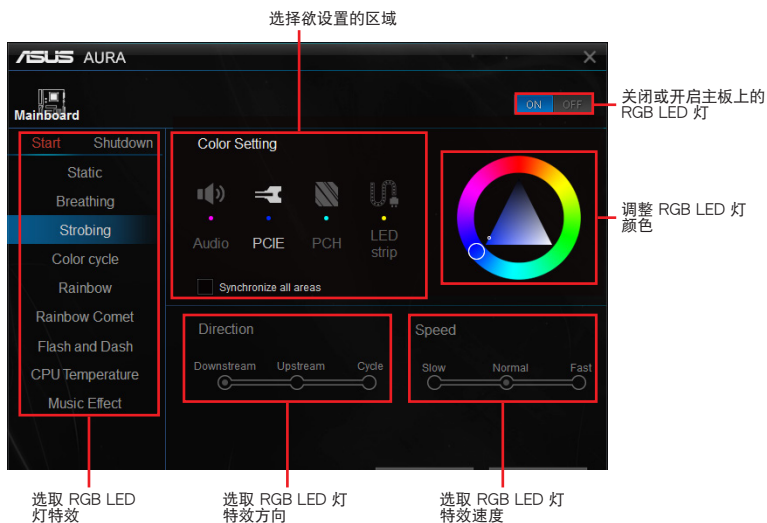 选择欲设置的区域
ASUS AURA
Mainboard
ON OFF
关闭或开启主板上的
RGB LED 灯
Start Shutdown
Static
Breathing
Strobing
Color cycle
Rainbow
Rainbow Comet
Flash and Dash
CPU Temperature
Music Effect
Color Setting
Audio
PCIE
PCH
LED
strip
Synchronize all areas
调整 RGB LED 灯
颜色
Direction
Downstream Upstream Cycle
Speed
Slow Normal Fast
选取 RGB LED
灯特效
选取 RGB LED 灯
特效方向
选取 RGB LED 灯
特效速度